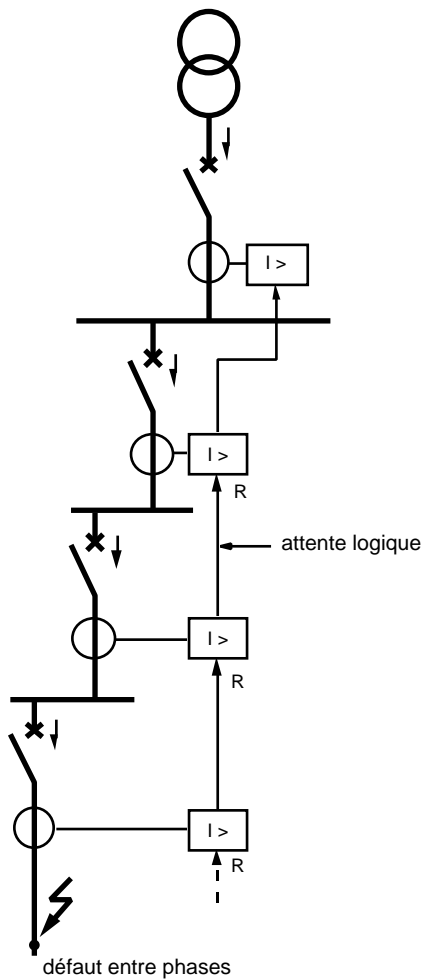 I >
I >
R
attente logique
I >
R
I >
R
défaut entre phases